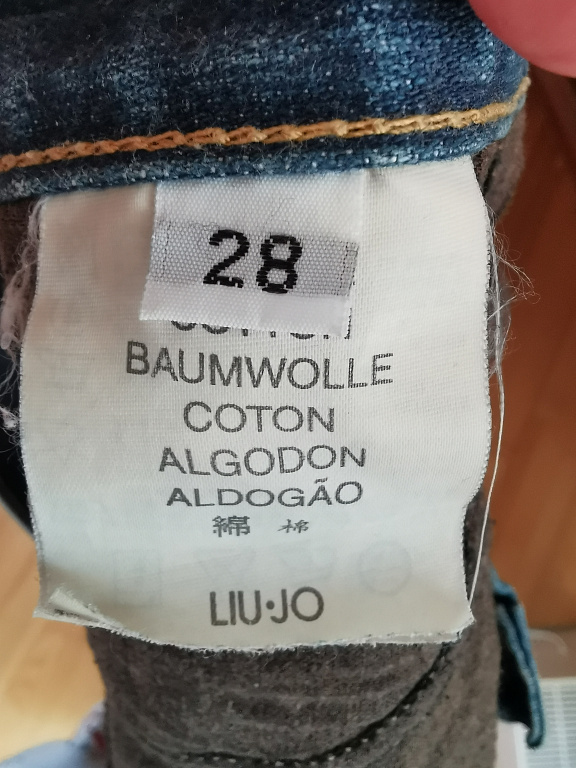 28
BAUMWOLLE
COTON
ALGODON
ALDOGÃO
綿 棉
LIU·JO